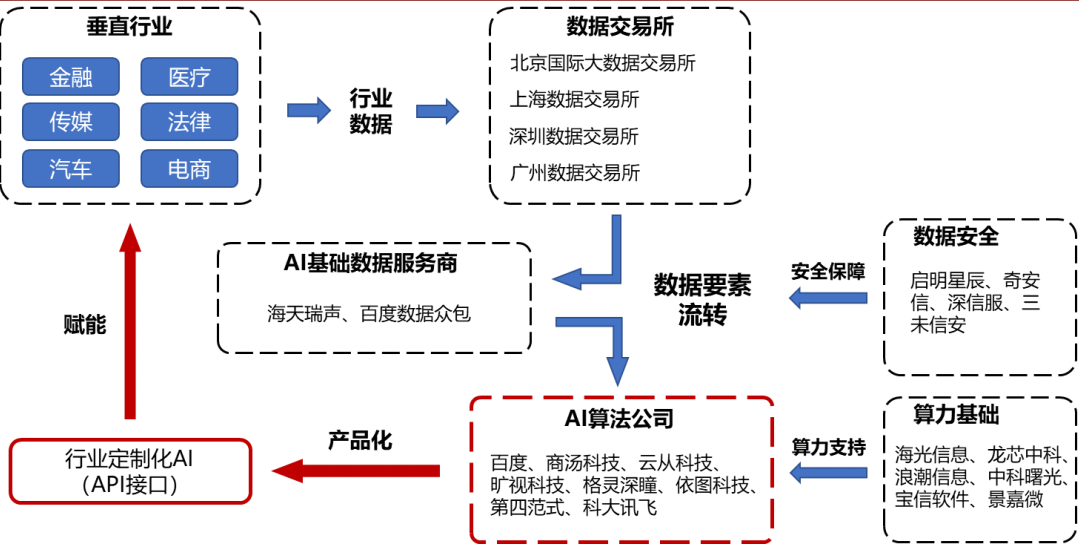 垂直行业
金融
医疗
传媒
法律
汽车
电商
行业
数据
数据交易所
北京国际大数据交易所
上海数据交易所
深圳数据交易所
广州数据交易所
AI基础数据服务商
海天瑞声、百度数据众包
数据要素
流转
安全保障
数据安全
启明星辰、奇安
信、深信服、三
未信安
赋能
AI算法公司
百度、商汤科技、云从科技、
旷视科技、格灵深瞳、依图科技、
第四范式、科大讯飞
算力支持
算力基础
海光信息、龙芯中科、
浪潮信息、中科曙光、
宝信软件、景嘉微
产品化
行业定制化AI
（API接口）